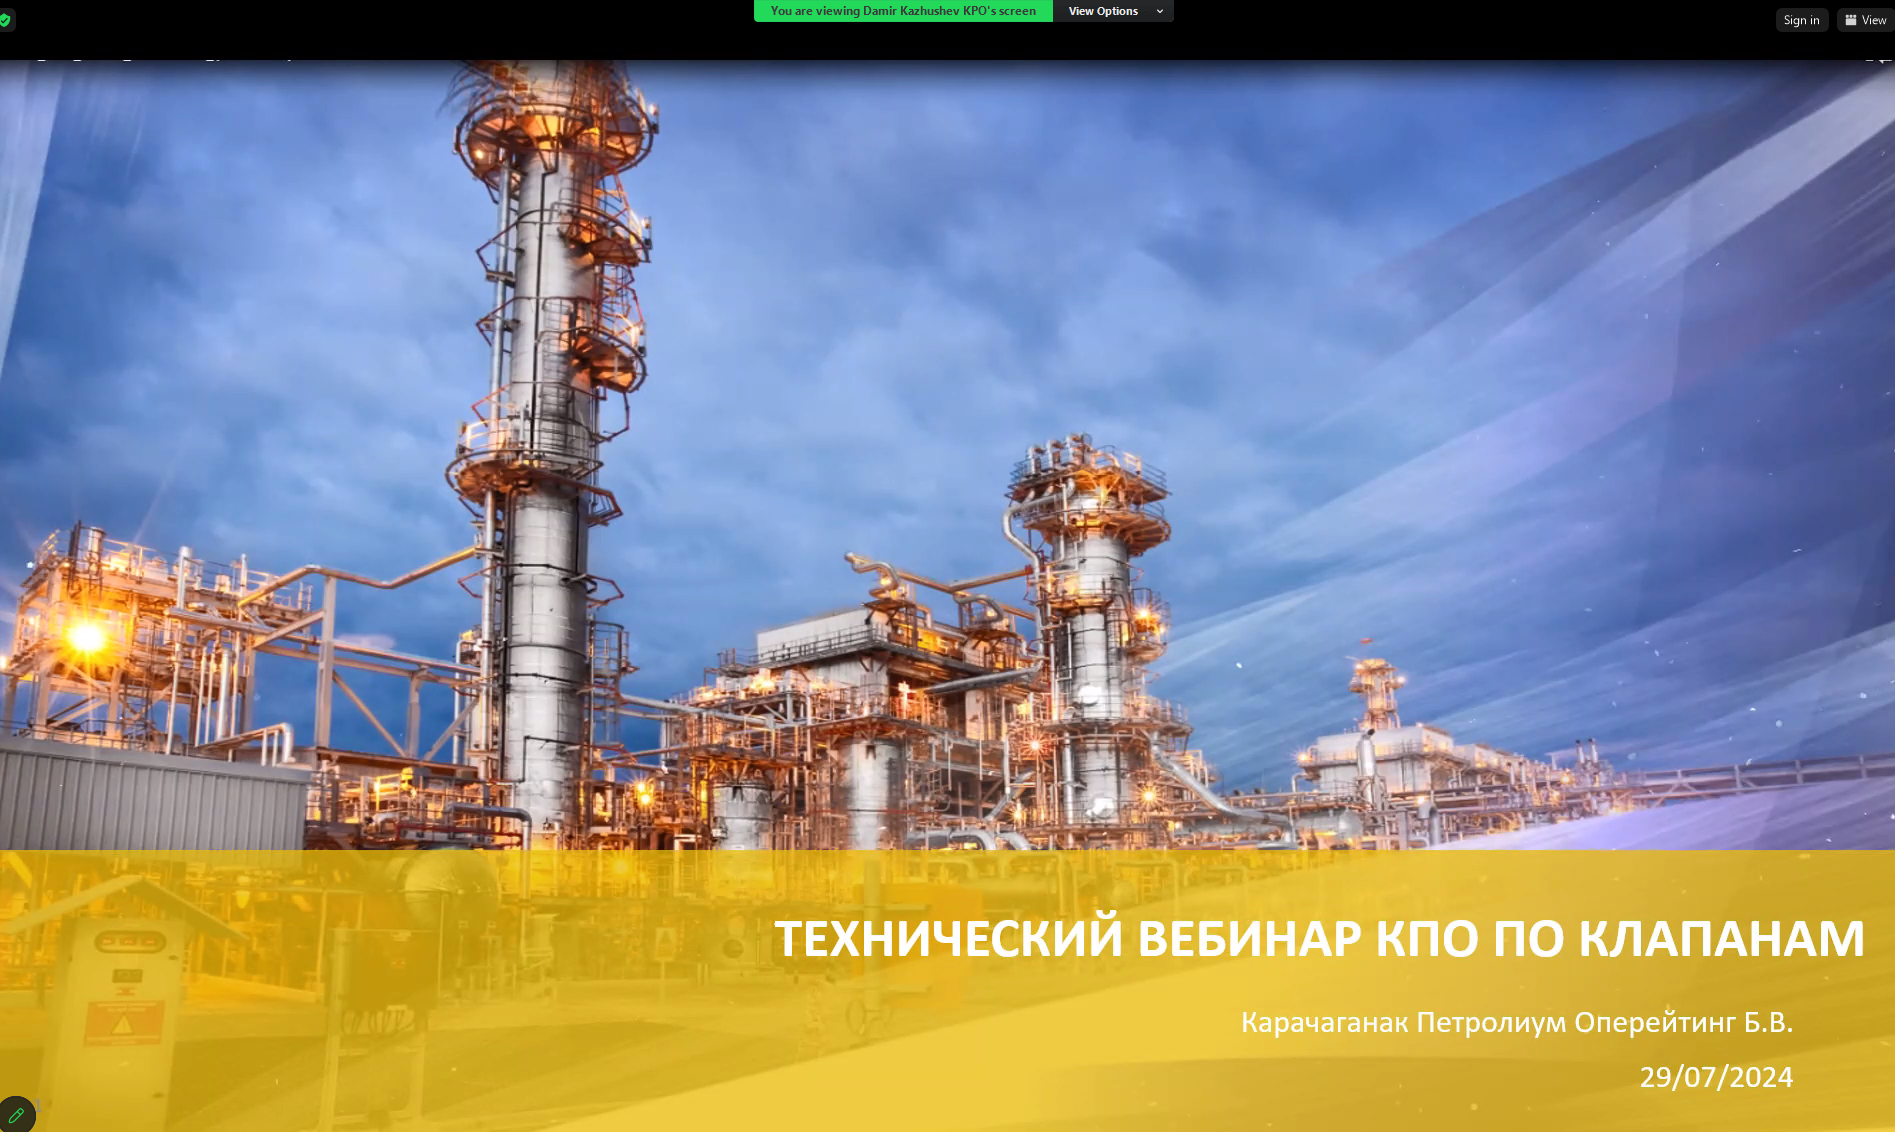 You are viewing Damir Kazhushev KPO's screen
View Options
Sign in
View
ТЕХНИЧЕСКИЙ ВЕБИНАР КПО ПО КЛАПАНАМ
Карачаганак Петролиум Оперейтинг Б.В.
29/07/2024